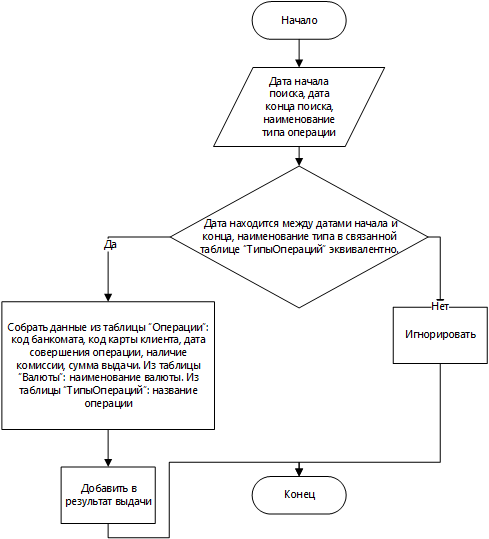 Начало
Дата начала
поиска, дата
конца поиска,
наименование
типа операции
Дата находится между датами начала и
конца, наименование типа в связанной
таблице "ТипыОпераций" эквивалентно.
Да
Нет
Собрать данные из таблицы "Операции":
код банкомата, код карты клиента, дата
совершения операции, наличие
комиссии, сумма выдачи. Из таблицы
"Валюты": наименование валюты. Из
таблицы "ТипыОпераций": название
операции
Игнорировать
Добавить в
результат выдачи
Конец